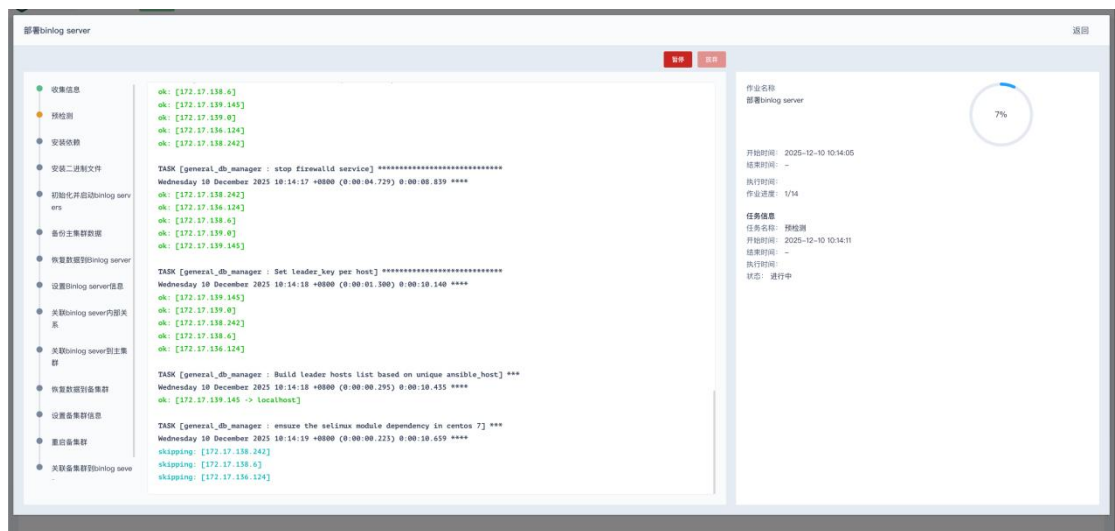 部署binlog server
返回
暂停
收集信息
预检测
安装依赖
安装二进制文件
初始化并启动binlog serv
ers
备份主集群数据
恢复数据到Binlog server
设置Binlog server信息
关联binlog sever内部关
系
关联binlog sever到主集
群
恢复数据到备集群
设置备集群信息
重启备集群
关联备集群到binlog seve
ok: [172.17.138.6]
ok: [172.17.139.145]
ok: [172.17.139.0]
ok: [172.17.136.124]
ok: [172.17.138.242]
TASK [general_db_manager : stop firewalld service] ****************************
Wednesday 10 December 2025 10:14:17 +0800 (0:00:04.729) 0:00:08.839 ****
ok: [172.17.138.242]
ok: [172.17.136.124]
ok: [172.17.138.6]
ok: [172.17.139.0]
ok: [172.17.139.145]
TASK [general_db_manager : Set leader_key per host] ***************************
Wednesday 10 December 2025 10:14:18 +0800 (0:00:01.300) 0:00:10.140 ****
ok: [172.17.139.145]
ok: [172.17.139.0]
ok: [172.17.138.242]
ok: [172.17.138.6]
ok: [172.17.136.124]
TASK [general_db_manager : Build leader hosts list based on unique ansible_host] ***
Wednesday 10 December 2025 10:14:18 +0800 (0:00:00.295) 0:00:10.435 ****
ok: [172.17.139.145 -> localhost]
TASK [general_db_manager : ensure the selinux module dependency in centos 7] ***
Wednesday 10 December 2025 10:14:19 +0800 (0:00:00.223) 0:00:10.659 ****
skipping: [172.17.138.242]
skipping: [172.17.138.6]
skipping: [172.17.136.124]
作业名称
部署binlog server
7%
开始时间: 2025-12-10 10:14:05
结束时间: -
执行时间:
作业进度: 1/14
任务信息
任务名称: 预检测
开始时间: 2025-12-10 10:14:11
结束时间: -
执行时间:
状态: 进行中